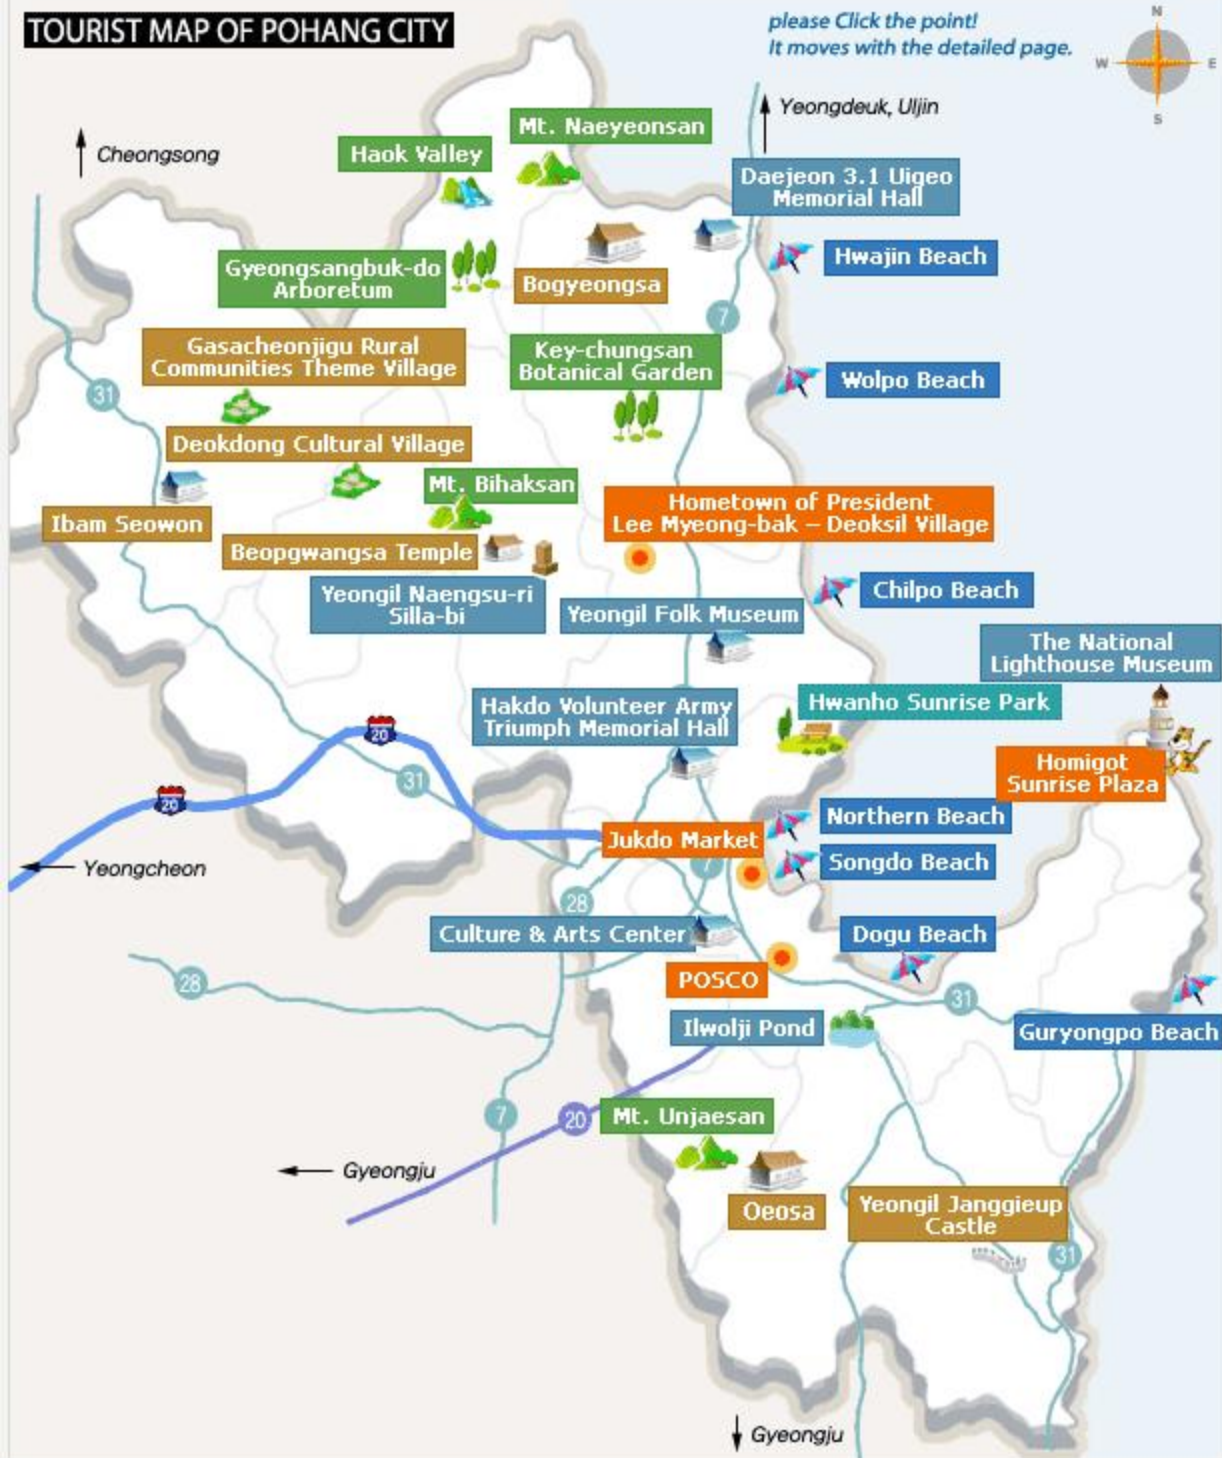 TOURIST MAP OF POHANG CITY
please Click the point!
It moves with the detailed page.
N
W
E
S
Yeongdeuk, Uljin
Cheongsong
Mt. Naeyeonsan
Haok Valley
Daejeon 3.1 Uigeo
Memorial Hall
Hwajin Beach
Gyeongsangbuk-do
Arboretum
Bogyeongsa
7
Gasacheonjigu Rural
Communities Theme Village
Key-chungsan
Botanical Garden
Wolpo Beach
31
Deokdong Cultural Village
Mt. Bihaksan
Hometown of President
Lee Myeong-bak – Deoksil Village
Ibam Seowon
Beopgwangsa Temple
Yeongil Naengsu-ri
Silla-bi
Yeongil Folk Museum
Chilpo Beach
The National
Lighthouse Museum
Hakdo Volunteer Army
Triumph Memorial Hall
Hwanho Sunrise Park
20
Homigot
Sunrise Plaza
31
20
Northern Beach
Jukdo Market
Songdo Beach
7
Yeongcheon
28
Culture & Arts Center
Dogu Beach
POSCO
28
31
Ilwolji Pond
Guryongpo Beach
7
20
Mt. Unjaesan
Gyeongju
Oeosa
Yeongil Janggieup
Castle
31
Gyeongju